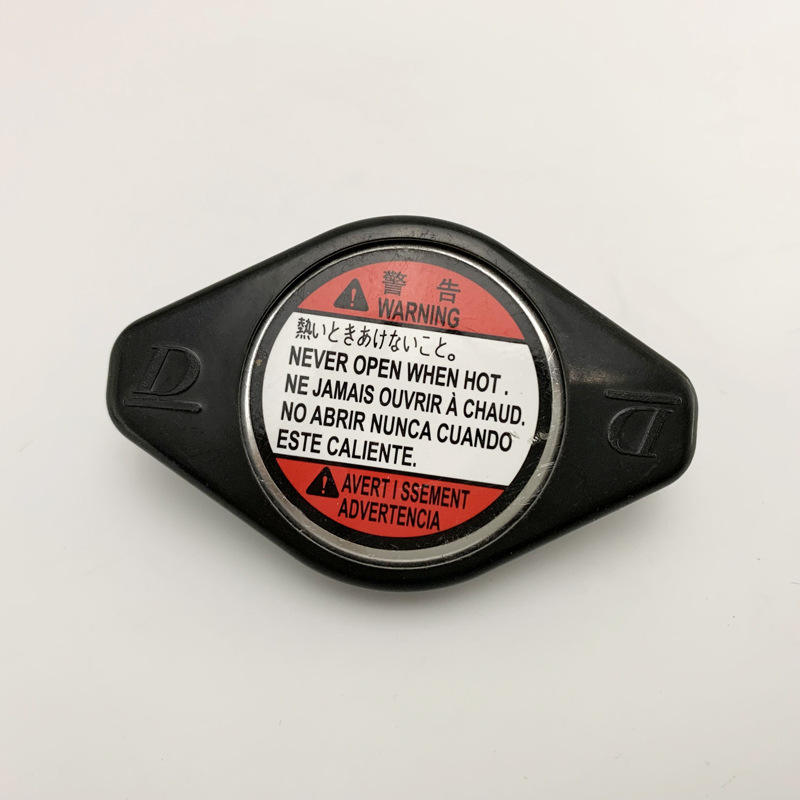 D
警告
WARNING
熱いときあけないこと。
NEVER OPEN WHEN HOT .
NE JAMAIS OUVRIR À CHAUD.
NO ABRIR NUNCA CUANDO
ESTE CALIENTE.
AVERT I SSEMENT
ADVERTENCIA
D